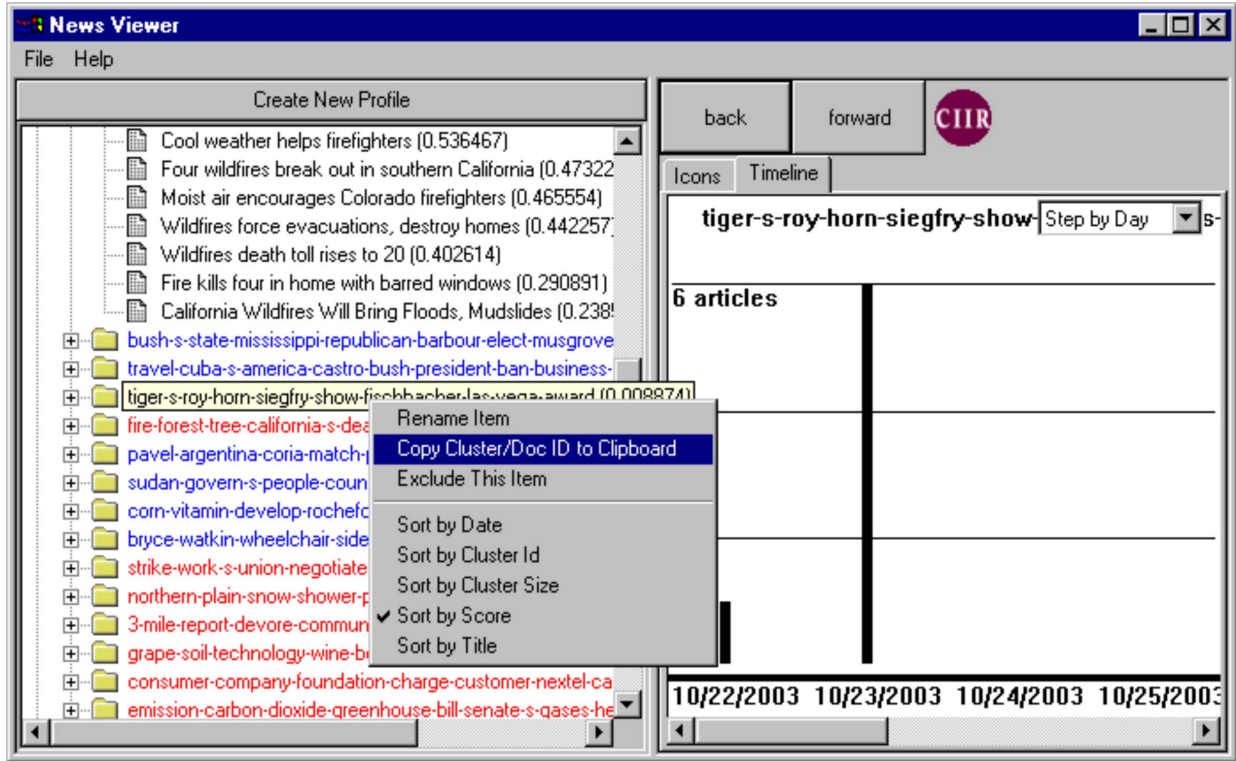 News Viewer
File Help
Create New Profile
Cool weather helps firefighters (0.536467)
Four wildfires break out in southern California (0.47322
Moist air encourages Colorado firefighters (0.465554)
Wildfires force evacuations, destroy homes (0.442257
Wildfires death toll rises to 20 (0.402614)
Fire kills four in home with barred windows (0.290891)
California Wildfires Will Bring Floods, Mudslides (0.238
bush-s-state-mississippi-republican-barbour-elect-musgrove
travel-cuba-s-america-castro-bush-president-ban-business-
tiger-s-roy-horn-siegfry-show-fischbacher-las-vega-award (0.008874)
fire-forest-tree-california-s-dea
pavel-argentina-coria-match-
sudan-govern-s-people-coun
corn-vitamin-develop-rochefo
bryce-watkin-wheelchair-side
strike-work-s-union-negotiate
northern-plain-snow-shower-p
3-mile-report-devore-commun
grape-soil-technology-wine-b
consumer-company-foundation-charge-customer-nextel-ca
emission-carbon-dioxide-greenhouse-bill-senate-s-gases-he
Rename Item
Copy Cluster/Doc ID to Clipboard
Exclude This Item
Sort by Date
Sort by Cluster Id
Sort by Cluster Size
Sort by Score
Sort by Title
back forward CIIR
Icons Timeline
tiger-s-roy-horn-siegfry-show- Step by Day s-
6 articles
10/22/2003 10/23/2003 10/24/2003 10/25/2003